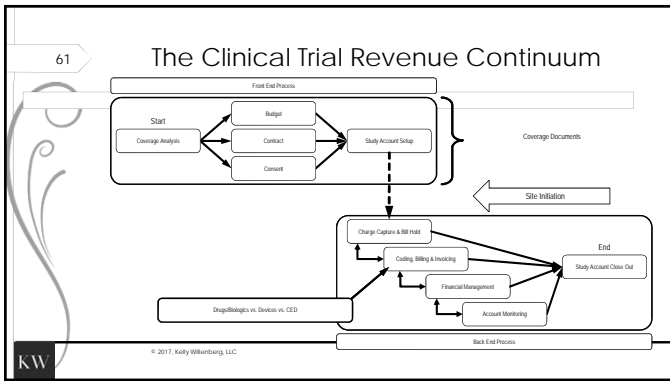 61
The Clinical Trial Revenue Continuum
Front End Process
Start
Coverage Analysis
Budget
Contract
Consent
Study Account Setup
Coverage Documents
Site Initiation
Charge Capture & Bill Hold
Coding, Billing & Invoicing
Financial Management
Account Monitoring
End
Study Account Close Out
Drugs/Biologics vs. Devices vs. CED
Back End Process
KW
© 2017, Kelly Willenberg, LLC